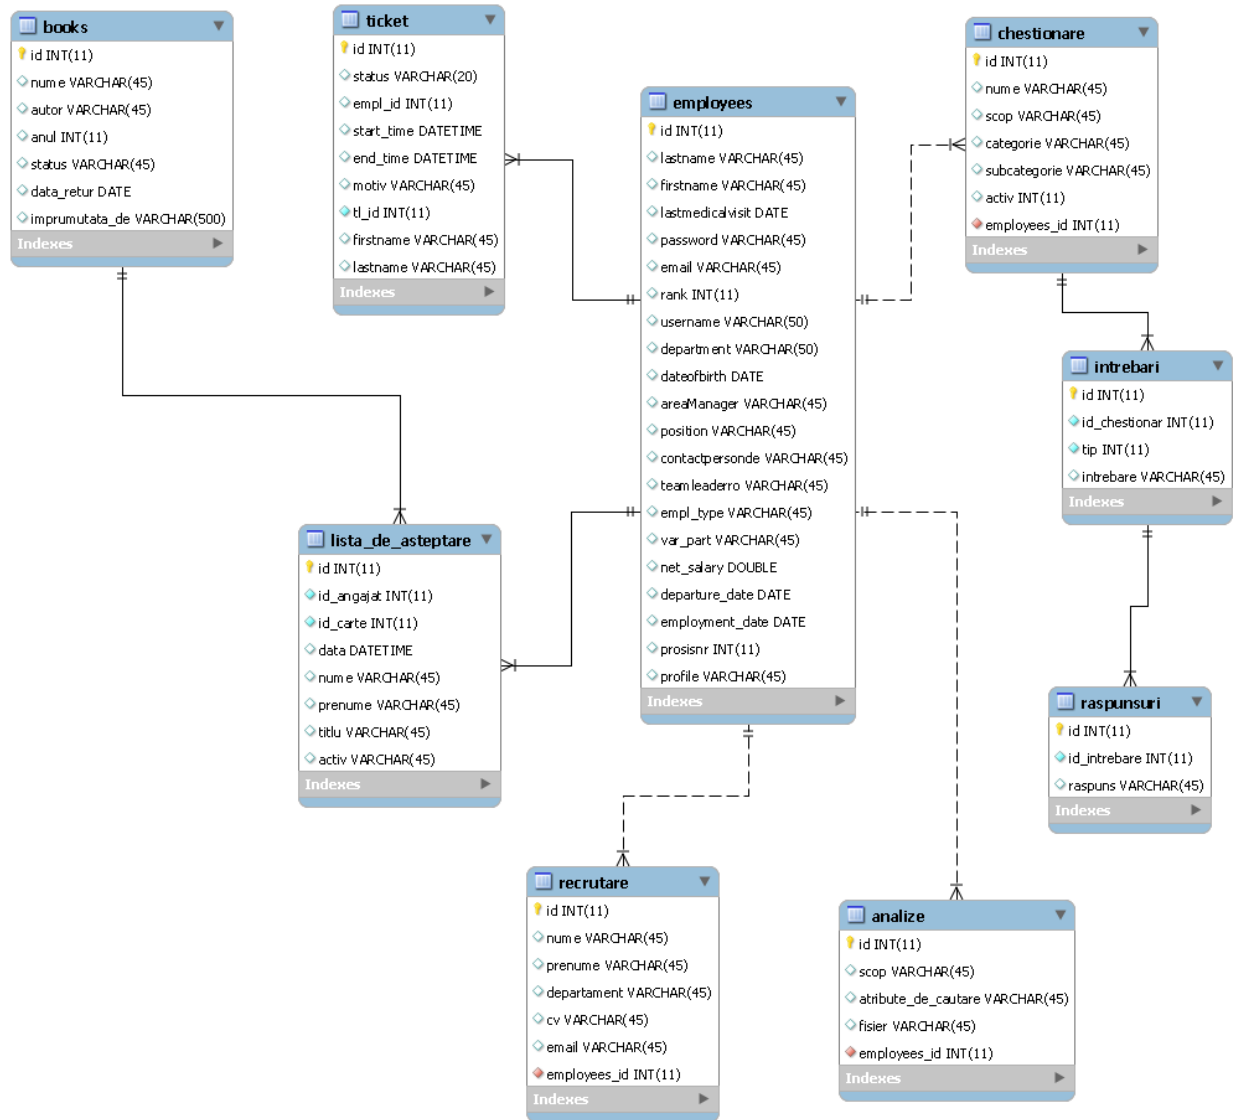 books
id INT(11)
nume VARCHAR(45)
autor VARCHAR(45)
anul INT(11)
status VARCHAR(45)
data_retur DATE
imprumutata_de VARCHAR(500)
Indexes
ticket
id INT(11)
status VARCHAR(20)
empl_id INT(11)
start_time DATETIME
end_time DATETIME
motiv VARCHAR(45)
tl_id INT(11)
firstname VARCHAR(45)
lastname VARCHAR(45)
Indexes
employees
id INT(11)
lastname VARCHAR(45)
firstname VARCHAR(45)
lastmedicalvisit DATE
password VARCHAR(45)
email VARCHAR(45)
rank INT(11)
username VARCHAR(50)
department VARCHAR(50)
dateofbirth DATE
areaManager VARCHAR(45)
position VARCHAR(45)
contactpersonde VARCHAR(45)
teamleaderro VARCHAR(45)
empl_type VARCHAR(45)
var_part VARCHAR(45)
net_salary DOUBLE
departure_date DATE
employment_date DATE
prosisnr INT(11)
profile VARCHAR(45)
Indexes
chestionare
id INT(11)
nume VARCHAR(45)
scop VARCHAR(45)
categorie VARCHAR(45)
subcategorie VARCHAR(45)
activ INT(11)
employees_id INT(11)
Indexes
intrebari
id INT(11)
id_chestionar INT(11)
tip INT(11)
intrebare VARCHAR(45)
Indexes
lista_de_asteptare
id INT(11)
id_angajat INT(11)
id_carte INT(11)
data DATETIME
nume VARCHAR(45)
prenume VARCHAR(45)
titlu VARCHAR(45)
activ VARCHAR(45)
Indexes
raspunsuri
id INT(11)
id_intrebare INT(11)
raspuns VARCHAR(45)
Indexes
recrutare
id INT(11)
nume VARCHAR(45)
prenume VARCHAR(45)
departament VARCHAR(45)
cv VARCHAR(45)
email VARCHAR(45)
employees_id INT(11)
Indexes
analize
id INT(11)
scop VARCHAR(45)
atribute_de_cautare VARCHAR(45)
fisier VARCHAR(45)
employees_id INT(11)
Indexes